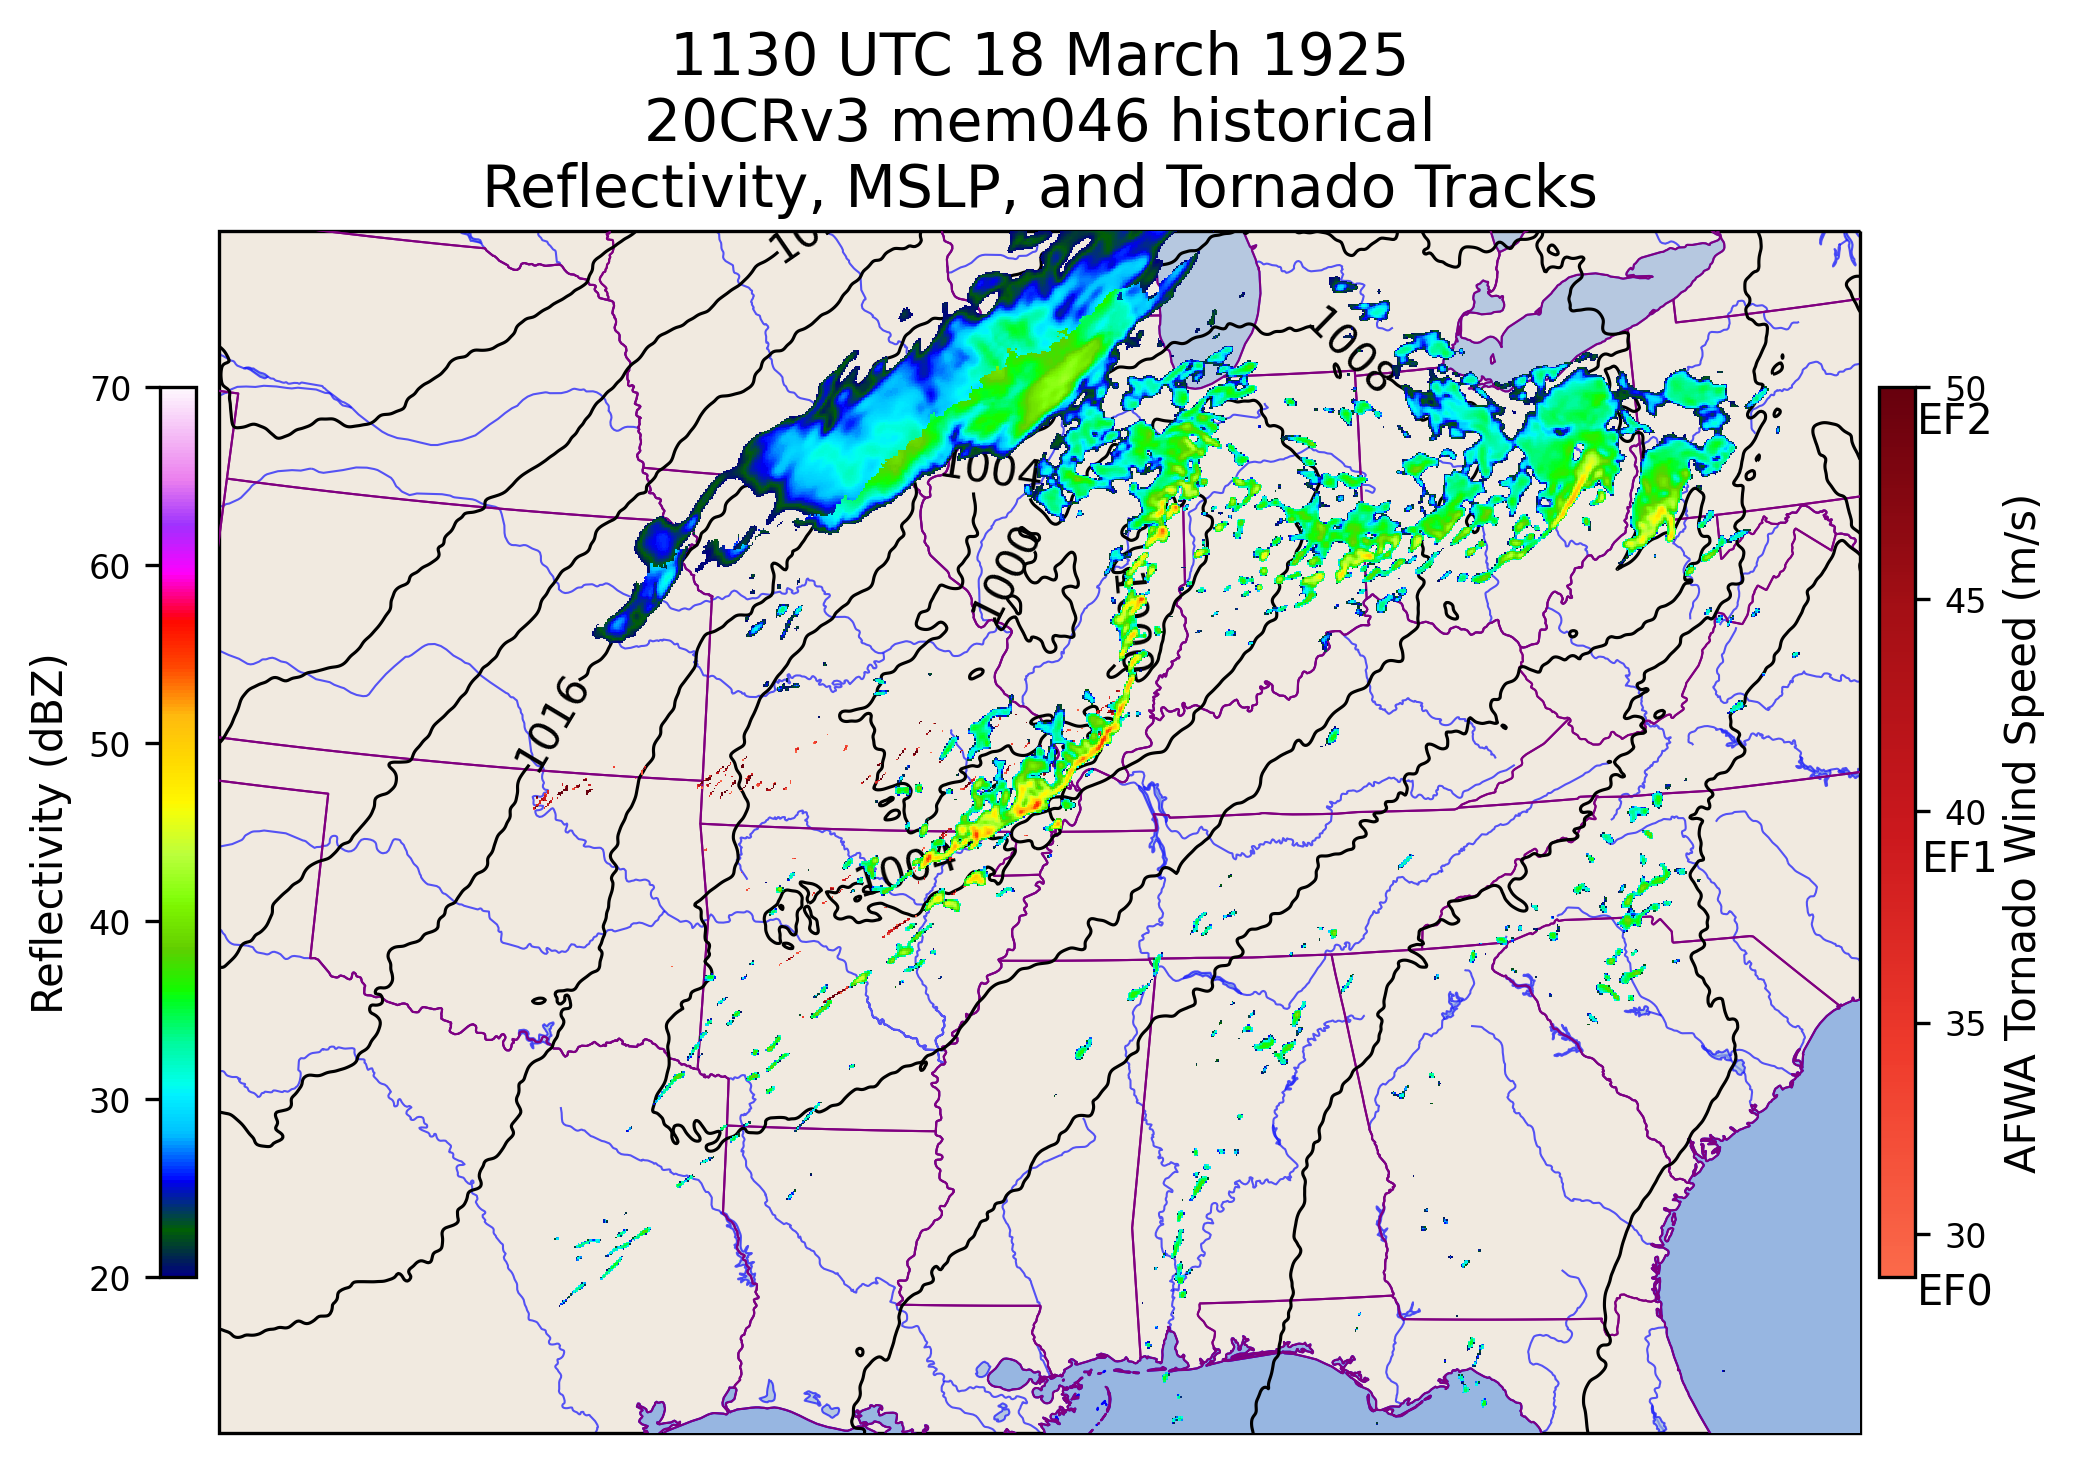 1130 UTC 18 March 1925
20CRv3 mem046 historical
Reflectivity, MSLP, and Tornado Tracks
1008
1004
1000
1000
1016
1004
70
60
50
40
30
20
Reflectivity (dBZ)
50
EF2
45
40
EF1
35
30
EF0
AFWA Tornado Wind Speed (m/s)